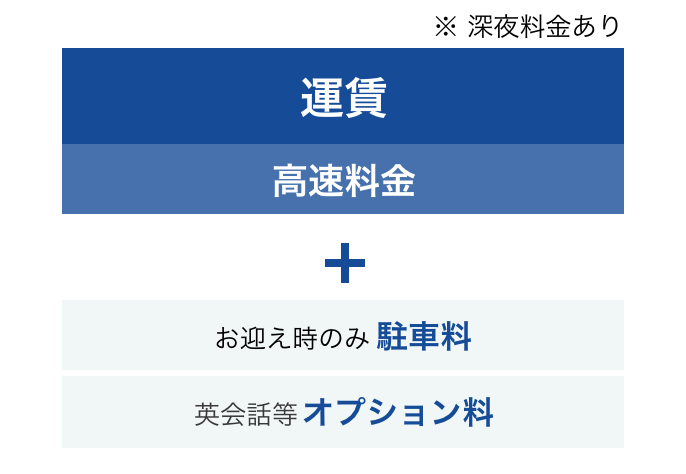 ※ 深夜料金あり
運賃
高速料金
+
お迎え時のみ 駐車料
英会話等 オプション料